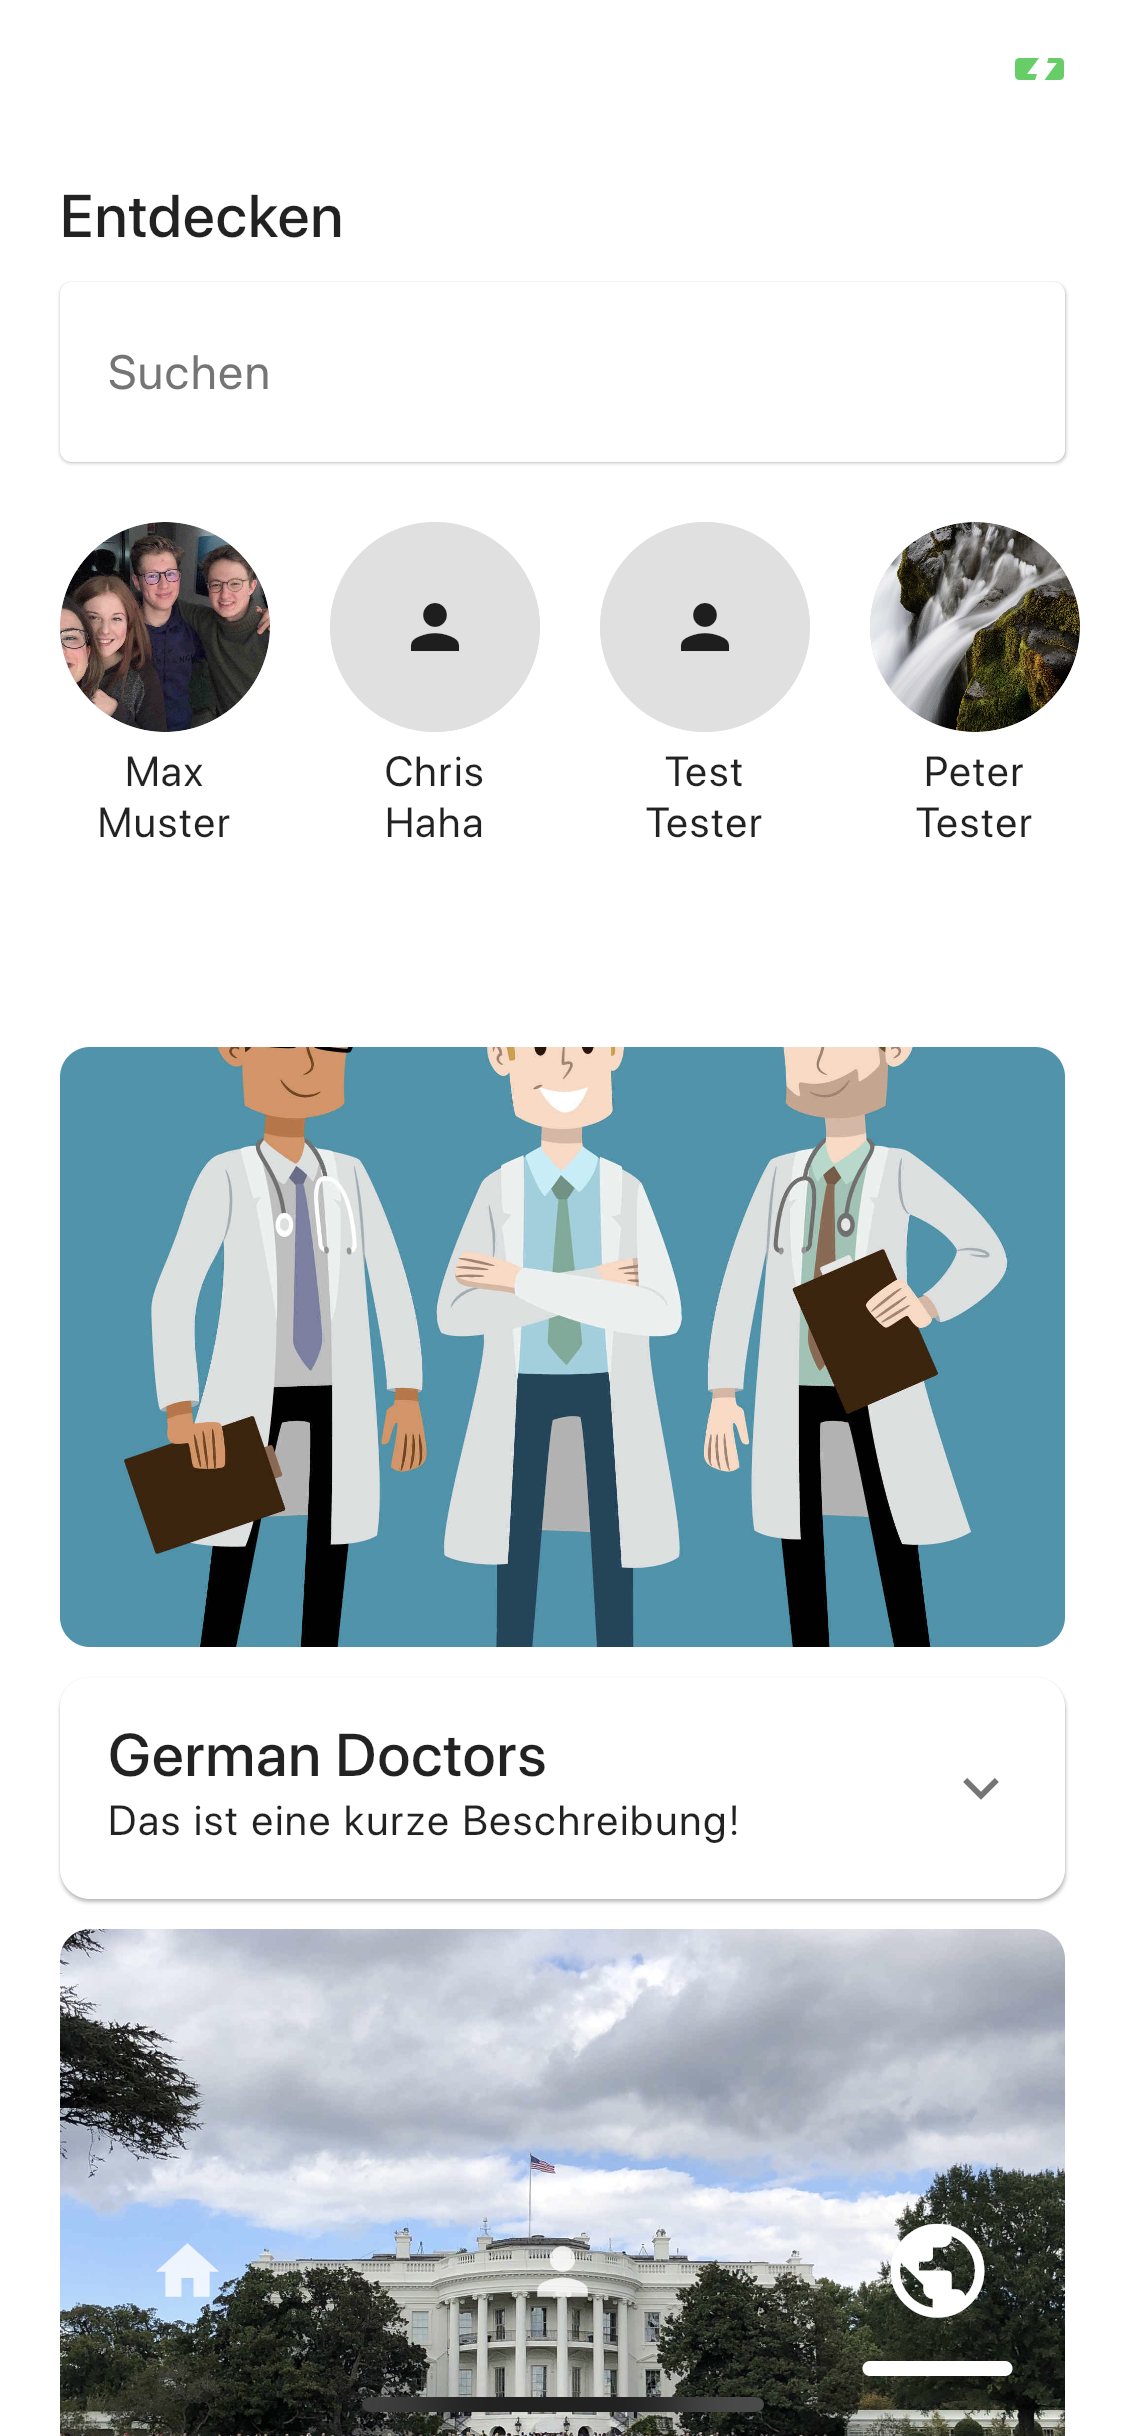 Entdecken
Suchen
Max
Muster
Chris
Haha
Test
Tester
Peter
Tester
German Doctors
Das ist eine kurze Beschreibung!